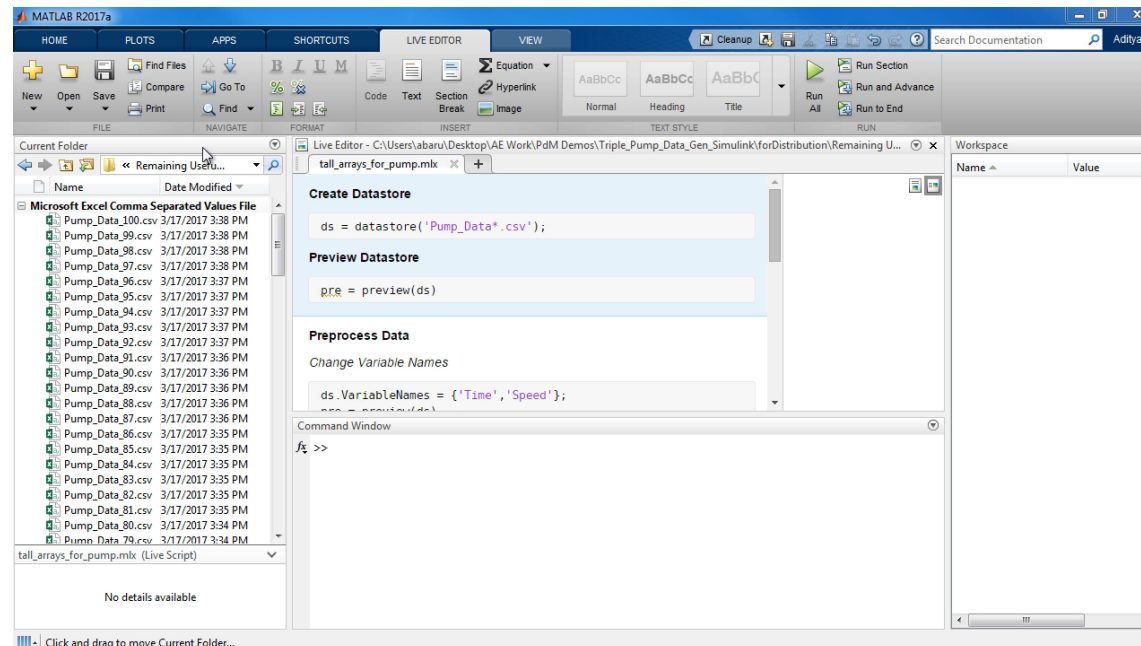 MATLAB R2017a
HOME PLOTS APPS SHORTCUTS LIVE EDITOR VIEW Cleanup Search Documentation Aditya
New Open Save Find Files Compare Print Go To Find
FILE NAVIGATE
B I U M
FORMAT
Code Text Section Break Equation Hyperlink Image
INSERT
AaBbCc AaBbCc AaBbC
Normal Heading Title
TEXT STYLE
Run All Run Section Run and Advance Run to End
RUN
Current Folder
« Remaining Usefu...
Name Date Modified
Microsoft Excel Comma Separated Values File
Pump_Data_100.csv 3/17/2017 3:38 PM
Pump_Data_99.csv 3/17/2017 3:38 PM
Pump_Data_98.csv 3/17/2017 3:38 PM
Pump_Data_97.csv 3/17/2017 3:38 PM
Pump_Data_96.csv 3/17/2017 3:37 PM
Pump_Data_95.csv 3/17/2017 3:37 PM
Pump_Data_94.csv 3/17/2017 3:37 PM
Pump_Data_93.csv 3/17/2017 3:37 PM
Pump_Data_92.csv 3/17/2017 3:37 PM
Pump_Data_91.csv 3/17/2017 3:36 PM
Pump_Data_90.csv 3/17/2017 3:36 PM
Pump_Data_89.csv 3/17/2017 3:36 PM
Pump_Data_88.csv 3/17/2017 3:36 PM
Pump_Data_87.csv 3/17/2017 3:36 PM
Pump_Data_86.csv 3/17/2017 3:35 PM
Pump_Data_85.csv 3/17/2017 3:35 PM
Pump_Data_84.csv 3/17/2017 3:35 PM
Pump_Data_83.csv 3/17/2017 3:35 PM
Pump_Data_82.csv 3/17/2017 3:35 PM
Pump_Data_81.csv 3/17/2017 3:35 PM
Pump_Data_80.csv 3/17/2017 3:34 PM
Pump_Data_79.csv 3/17/2017 3:34 PM
tall_arrays_for_pump.mlx (Live Script)
No details available
Live Editor - C:\Users\abaru\Desktop\AE Work\PdM Demos\Triple_Pump_Data_Gen_Simulink\forDistribution\Remaining U...
tall_arrays_for_pump.mlx
Create Datastore
ds = datastore('Pump_Data*.csv');
Preview Datastore
pre = preview(ds)
Preprocess Data
Change Variable Names
ds.VariableNames = {'Time','Speed'};
pre = preview(ds)
Command Window
fx >>
Workspace
Name Value
Click and drag to move Current Folder...